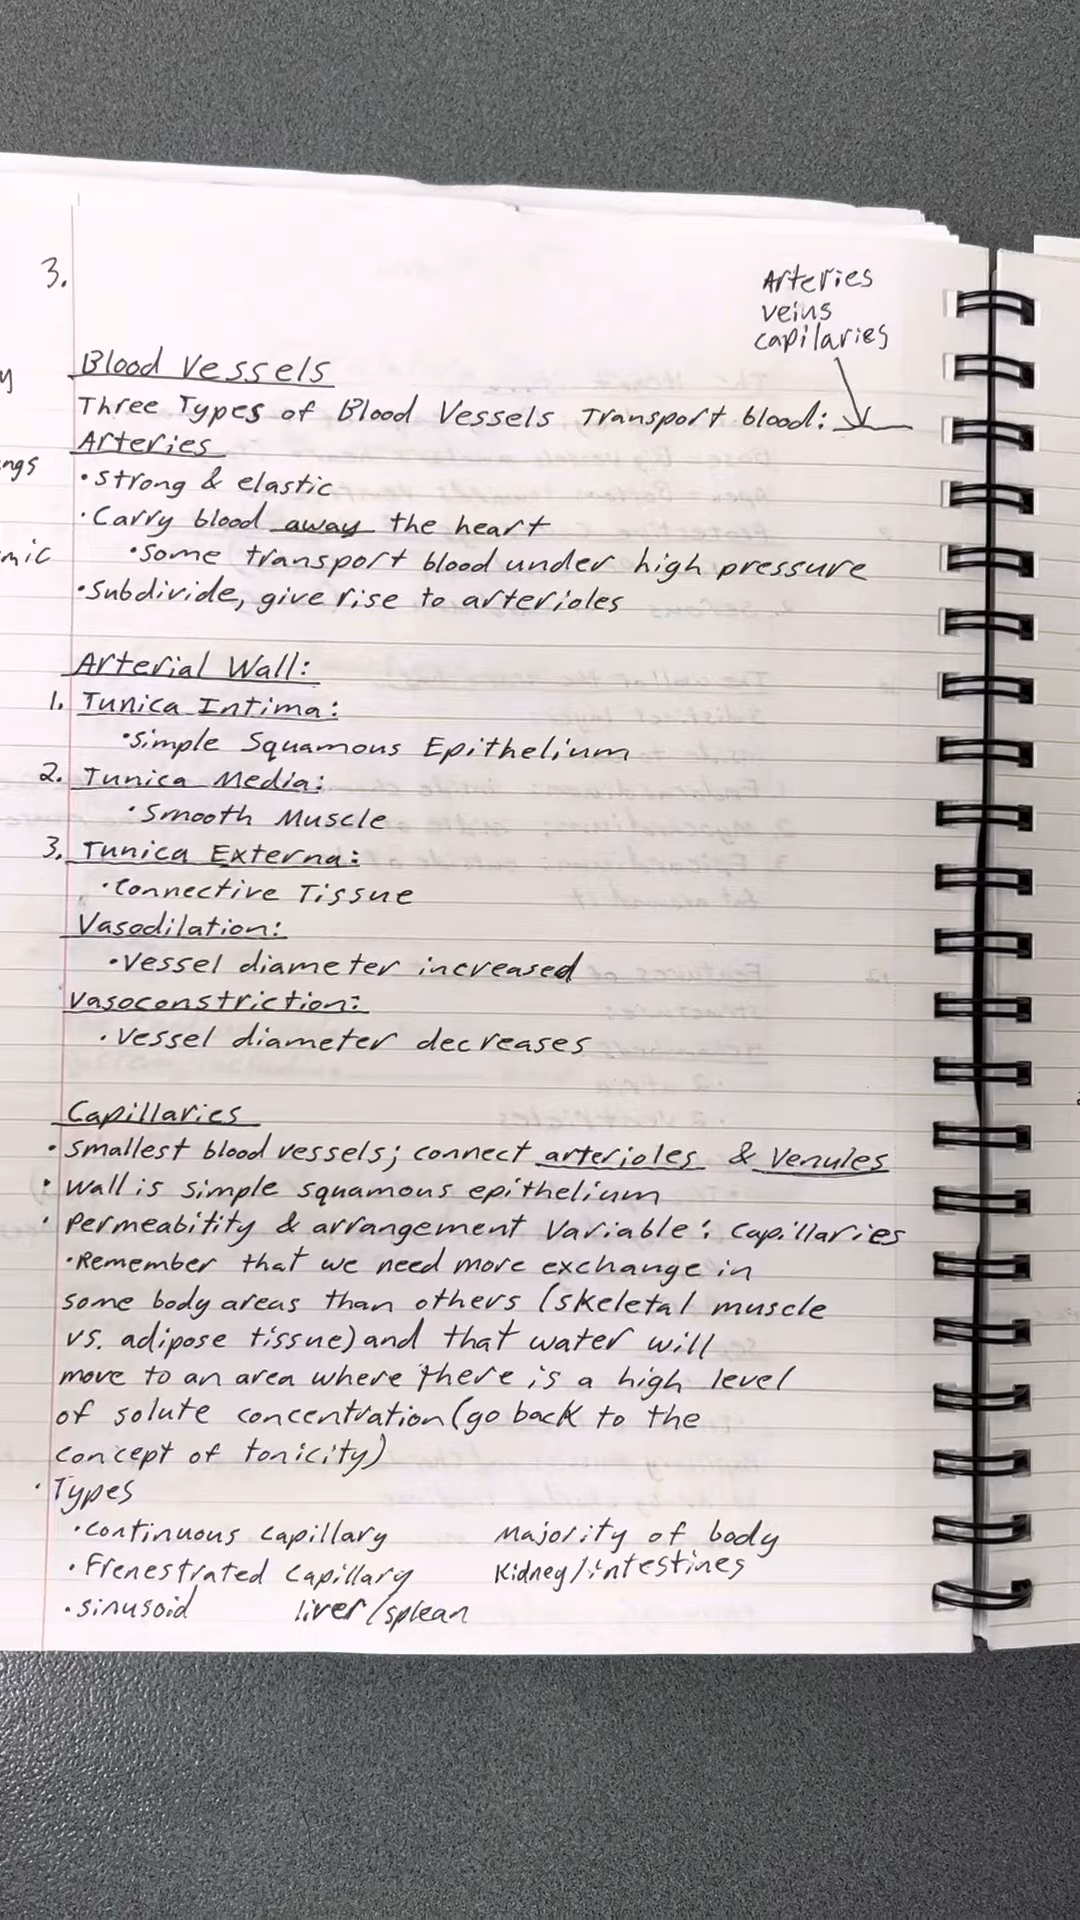 3.
Arteries
veins
capilaries
Blood Vessels
Three Types of Blood Vessels Transport blood:
Arteries
• Strong & elastic
• Carry blood away the heart
• Some transport blood under high pressure
• Subdivide, give rise to arterioles
Arterial Wall:
1. Tunica Intima:
• Simple Squamous Epithelium
2. Tunica Media:
• Smooth Muscle
3. Tunica Externa:
• Connective Tissue
Vasodilation:
• Vessel diameter increased
Vasoconstriction:
• Vessel diameter decreases
Capillaries
• Smallest blood vessels; connect arterioles & Venules
• Wall is simple squamous epithelium
• Permeabitity & arrangement Variable: Capillaries
• Remember that we need more exchange in
some body areas than others (skeletal muscle
vs. adipose tissue) and that water will
move to an area where there is a high level
of solute concentration (go back to the
concept of tonicity)
• Types
• Continuous Capillary Majority of body
• Frenestrated Capillary Kidney/intestines
• Sinusoid liver/splean